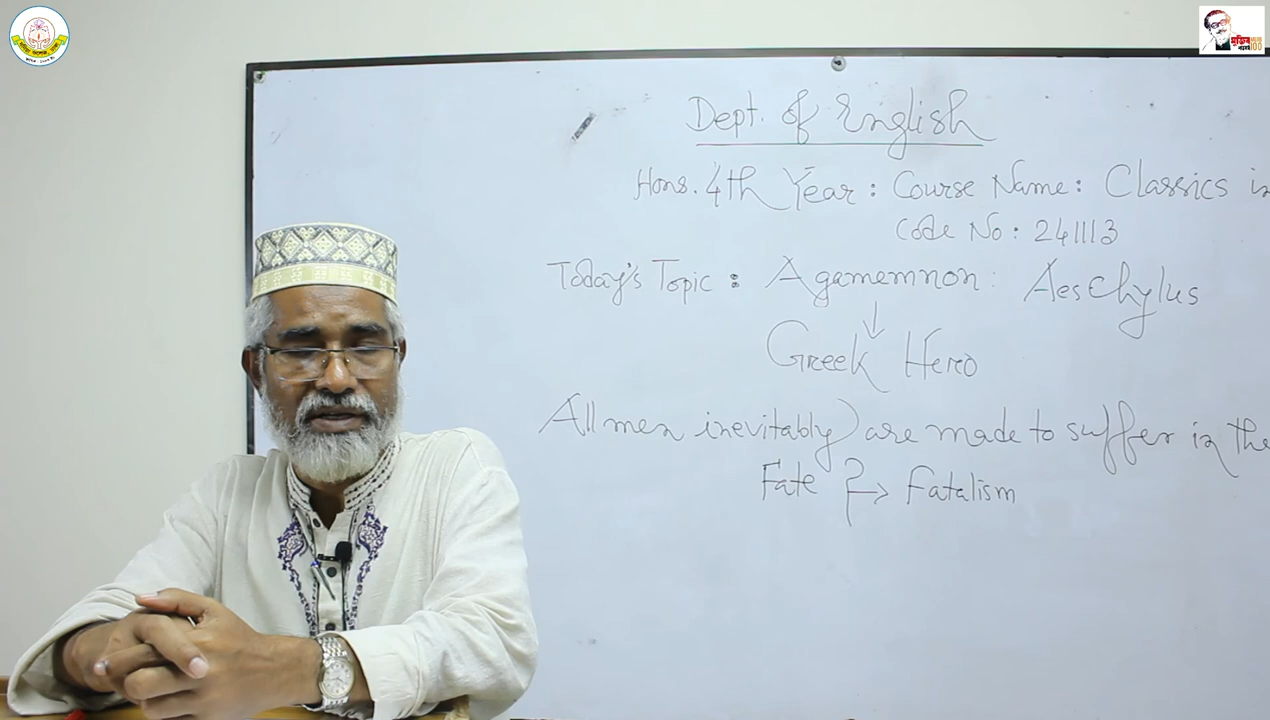 Dept. of English
Hons. 4th Year : Course Name : Classics in
Code No : 241113
Today's Topic : Agamemnon : Aeschylus
Greek Hero
All men inevitably) are made to suffer in the
Fate } → Fatalism
100